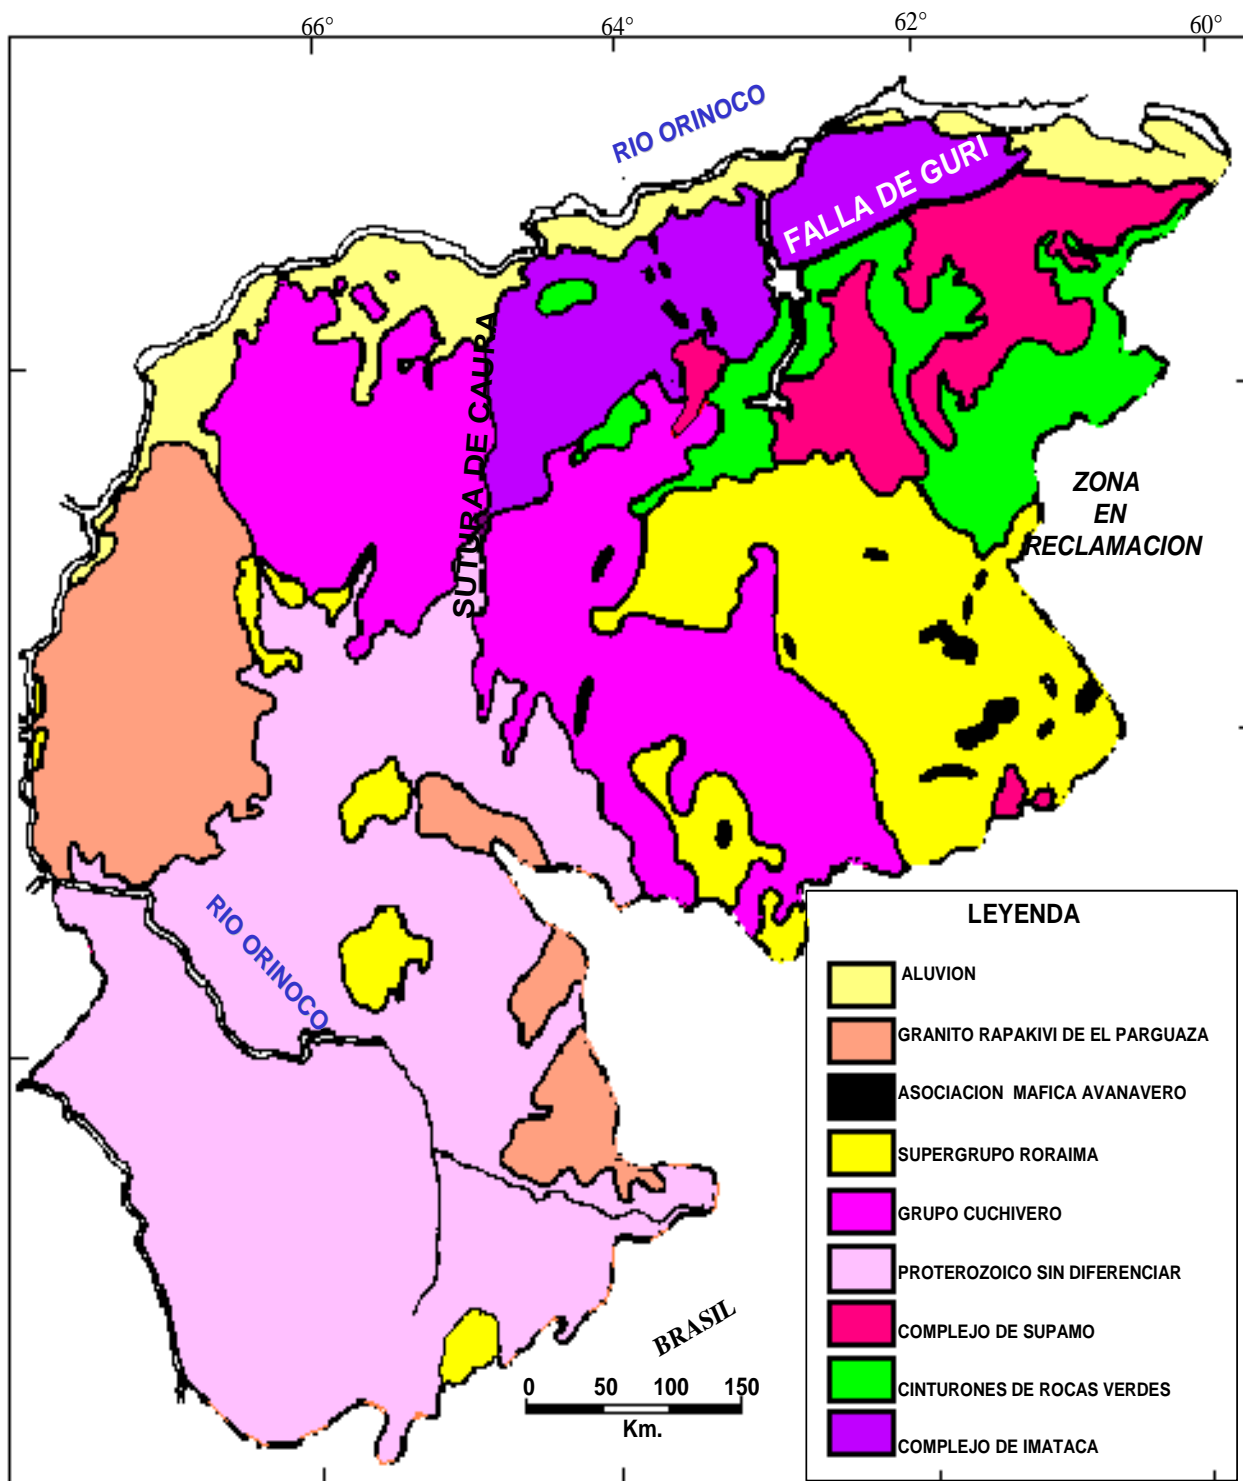 66°
64°
62°
60°
RIO ORINOCO
FALLA DE GURI
SUTURA DE CAURA
ZONA
EN
RECLAMACION
RIO ORINOCO
BRASIL
0 50 100 150
Km.
LEYENDA
ALUVION
GRANITO RAPAKIVI DE EL PARGUAZA
ASOCIACION MAFICA AVANAVERO
SUPERGRUPO RORAIMA
GRUPO CUCHIVERO
PROTEROZOICO SIN DIFERENCIAR
COMPLEJO DE SUPAMO
CINTURONES DE ROCAS VERDES
COMPLEJO DE IMATACA